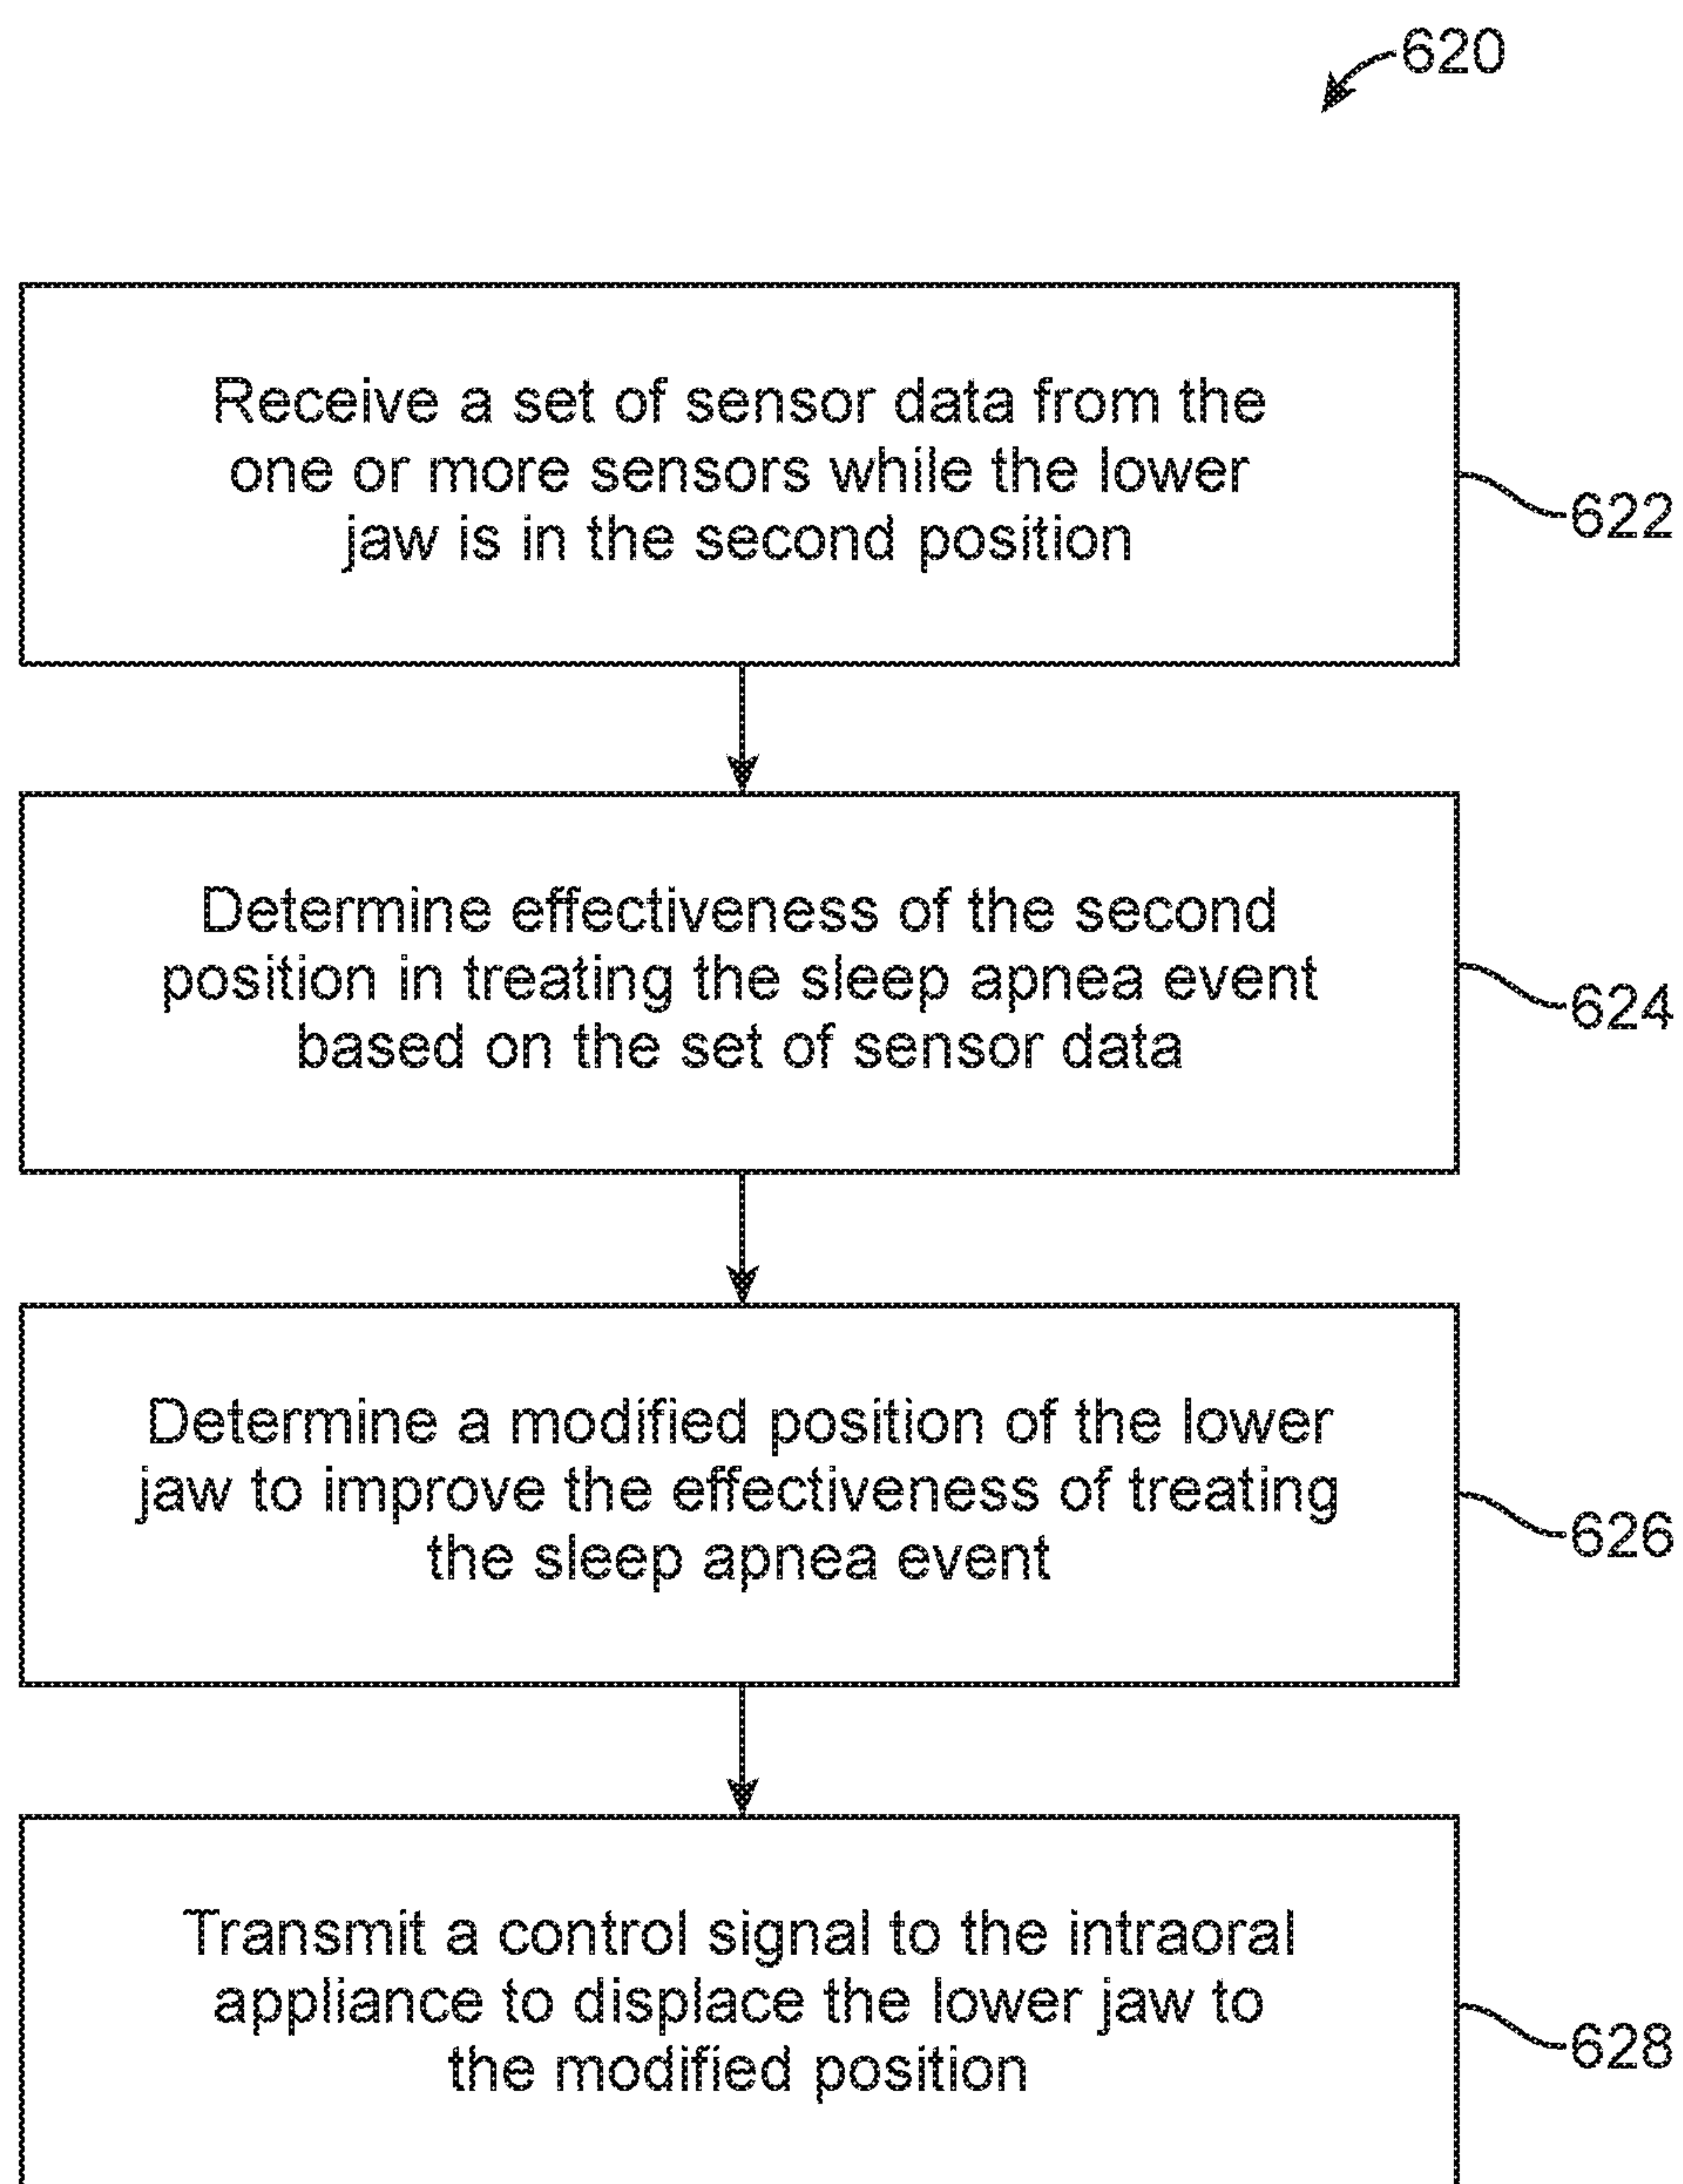 620
Receive a set of sensor data from the
one or more sensors while the lower
jaw is in the second position
622
Determine effectiveness of the second
position in treating the sleep apnea event
based on the set of sensor data
624
Determine a modified position of the lower
jaw to improve the effectiveness of treating
the sleep apnea event
626
Transmit a control signal to the intraoral
appliance to displace the lower jaw to
the modified position
628